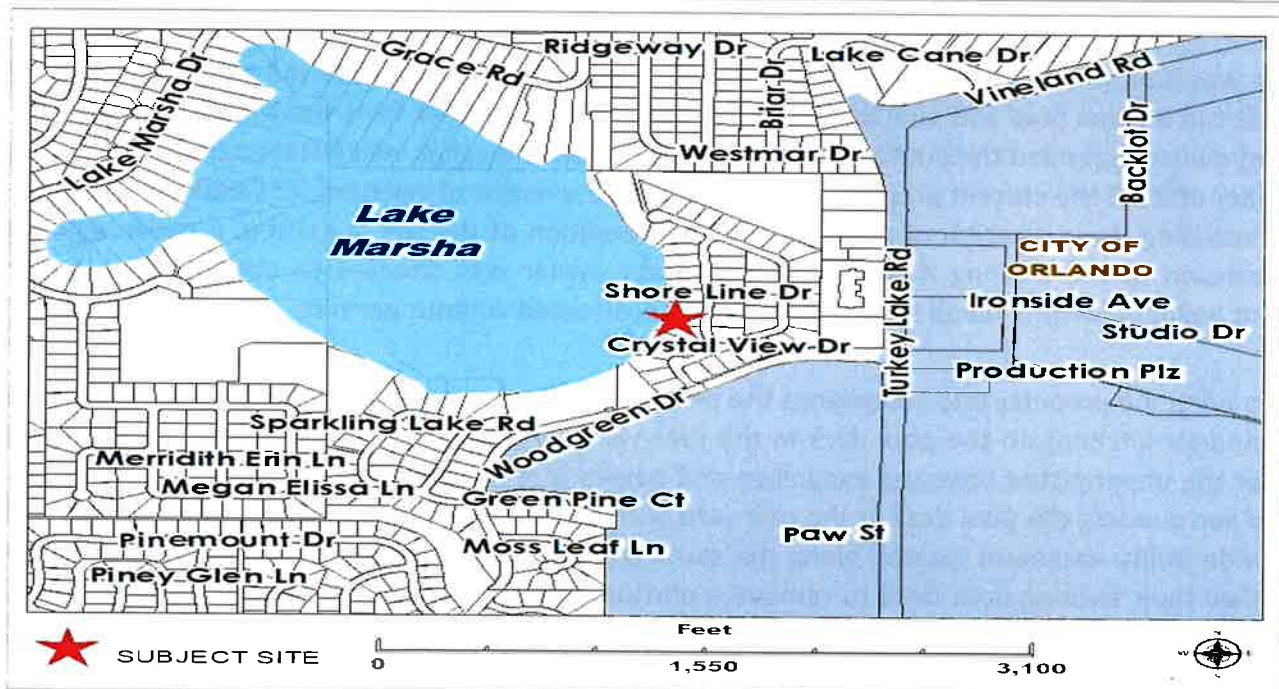 Grace Rd
Ridgeway Dr
Lake Cane Dr
Vineland Rd
Lake Marsha Dr
Briar Dr
Westmar Dr
Backlot Dr
Lake
Marsha
CITY OF
ORLANDO
Turkey Lake Rd
Shore Line Dr
Ironside Ave
Studio Dr
Crystal View Dr
Production Plz
Sparkling Lake Rd
Woodgreen Dr
Merridith Erin Ln
Megan Elissa Ln
Green Pine Ct
Pinemount Dr
Moss Leaf Ln
Paw St
Piney Glen Ln
SUBJECT SITE
Feet
0 1,550 3,100
N
W E
S